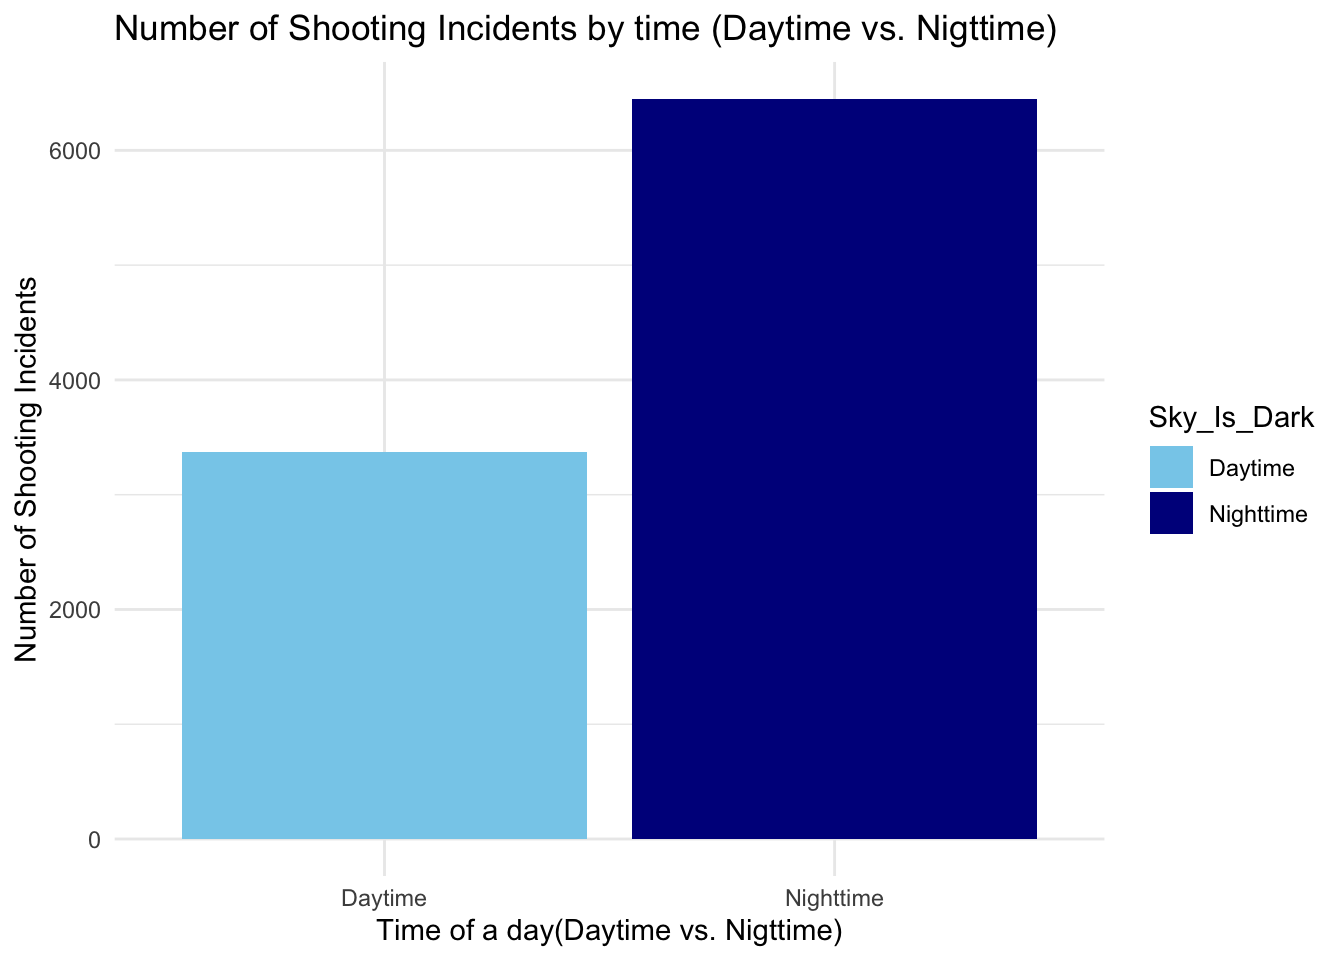 Number of Shooting Incidents by time (Daytime vs. Nigttime)
Number of Shooting Incidents
6000
4000
2000
0
Daytime
Nighttime
Time of a day(Daytime vs. Nigttime)
Sky_Is_Dark
Daytime
Nighttime